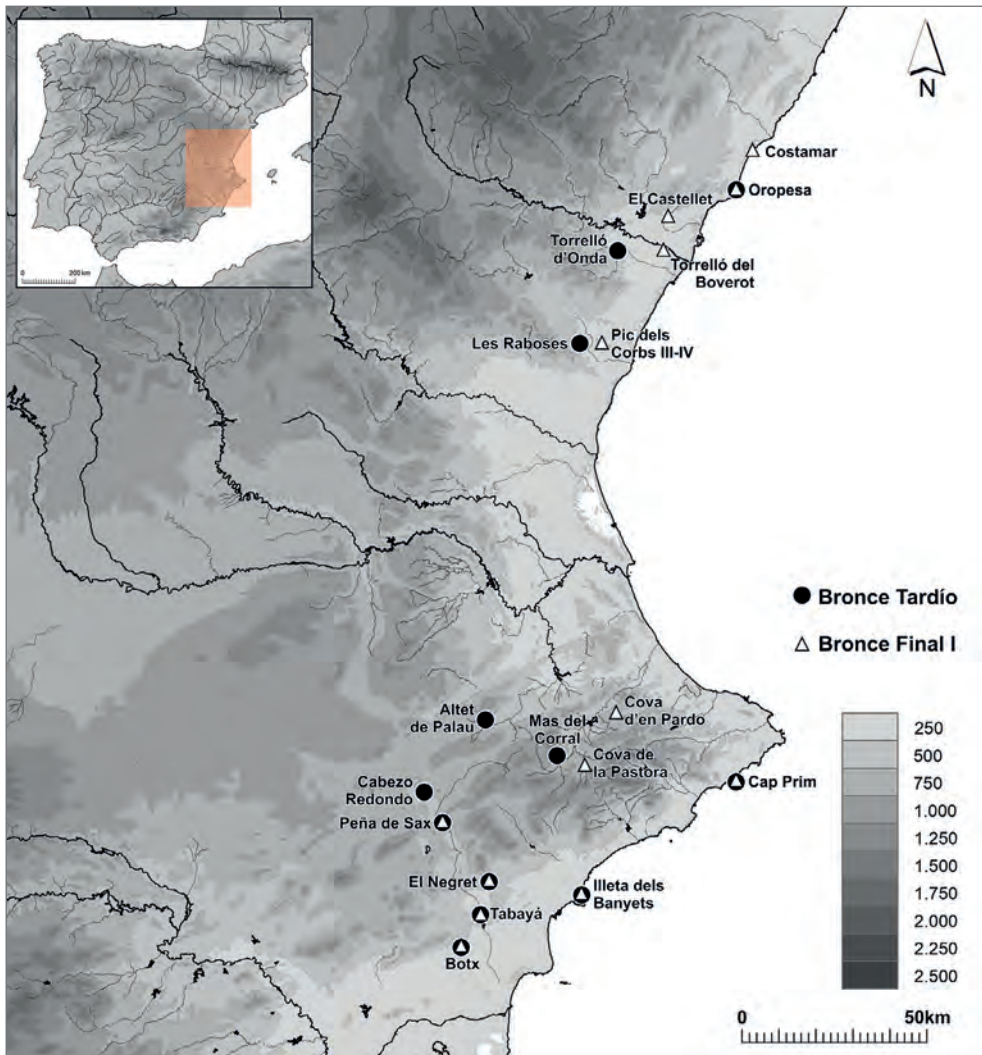 0 200 km
N
Costamar
Oropesa
El Castellet
Torrelló
d'Onda
Torrelló del
Boverot
Les Raboses
Pic dels
Corbs III-IV
Bronce Tardío
Bronce Final I
Altet
de Palau
Mas del
Corral
Cova
d'en Pardo
Cova de
la Pastora
Cap Prim
Cabezo
Redondo
Peña de Sax
El Negret
Illeta dels
Banyets
Tabayá
Botx
250
500
750
1.000
1.250
1.500
1.750
2.000
2.250
2.500
0 50km